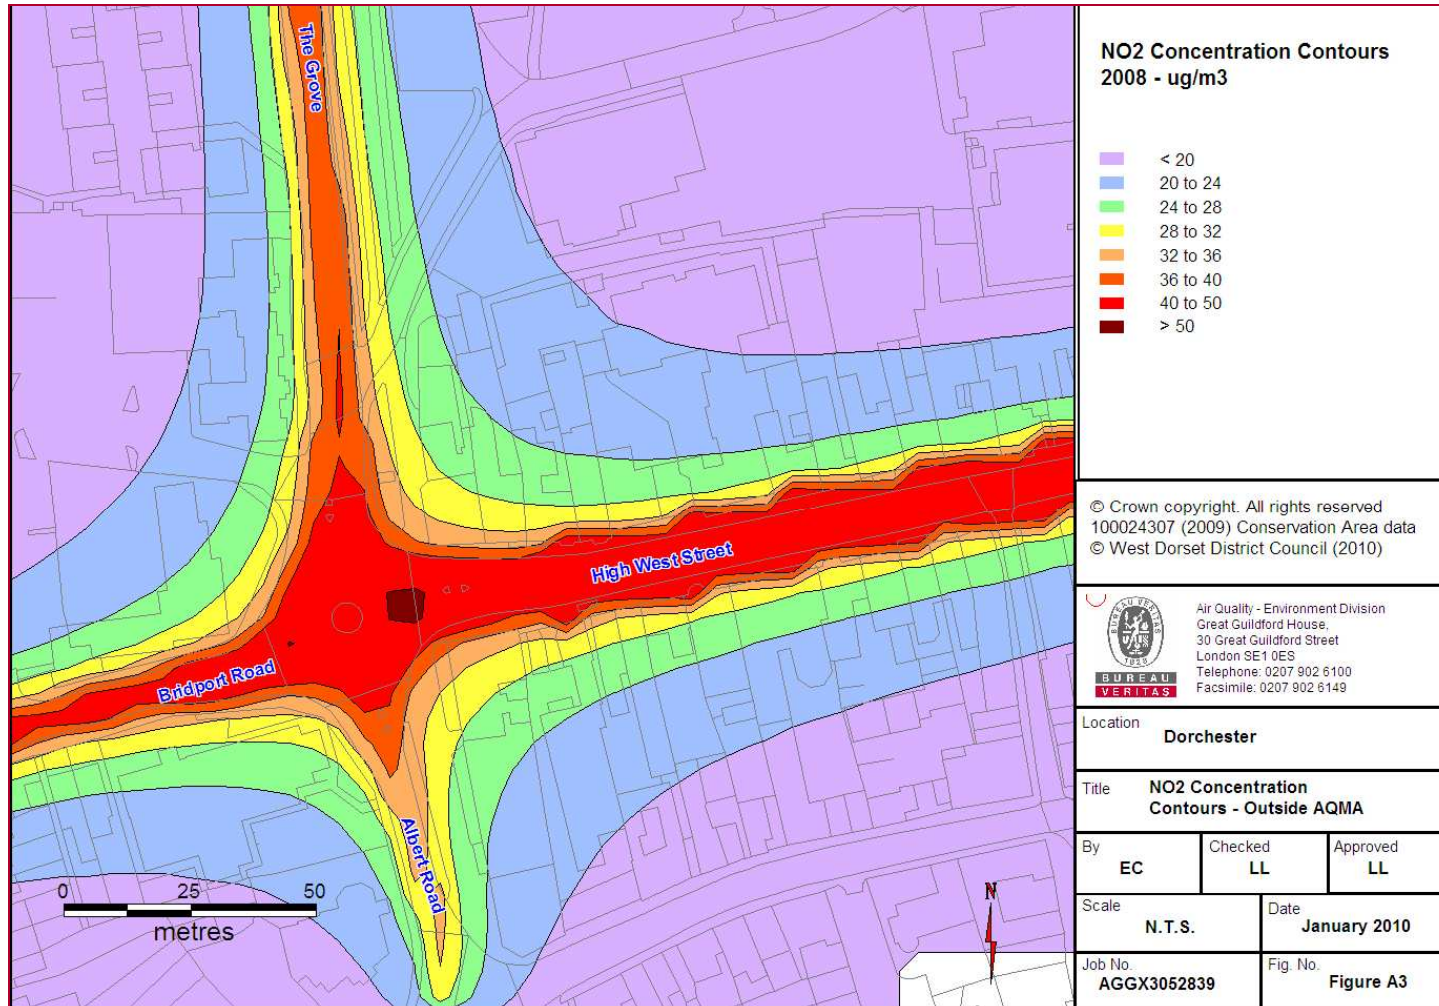 The Grove
High West Street
Bridport Road
Albert Road
0 25 50
metres
N
NO2 Concentration Contours
2008 - ug/m3
< 20
20 to 24
24 to 28
28 to 32
32 to 36
36 to 40
40 to 50
> 50
© Crown copyright. All rights reserved
100024307 (2009) Conservation Area data
© West Dorset District Council (2010)
BUREAU VERITAS
1828
BUREAU
VERITAS
Air Quality - Environment Division
Great Guildford House,
30 Great Guildford Street
London SE1 0ES
Telephone: 0207 902 6100
Facsimile: 0207 902 6149
Location
Dorchester
Title
NO2 Concentration
Contours - Outside AQMA
By
EC
Checked
LL
Approved
LL
Scale
N.T.S.
Date
January 2010
Job No.
AGGX3052839
Fig. No.
Figure A3